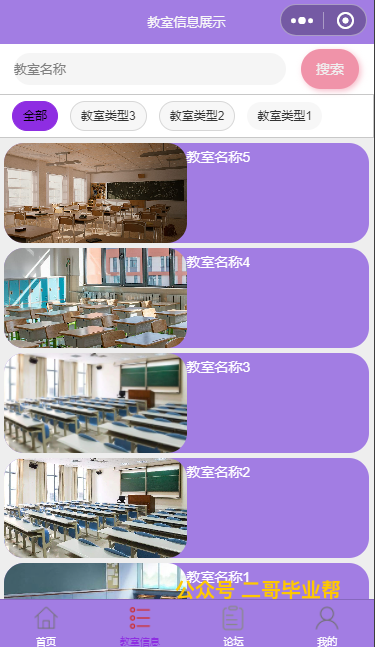 教室信息展示
教室名称
搜索
全部
教室类型3
教室类型2
教室类型1
教室名称5
教室名称4
教室名称3
教室名称2
教室名称1
公众号 二哥毕业帮
首页
教室信息
论坛
我的